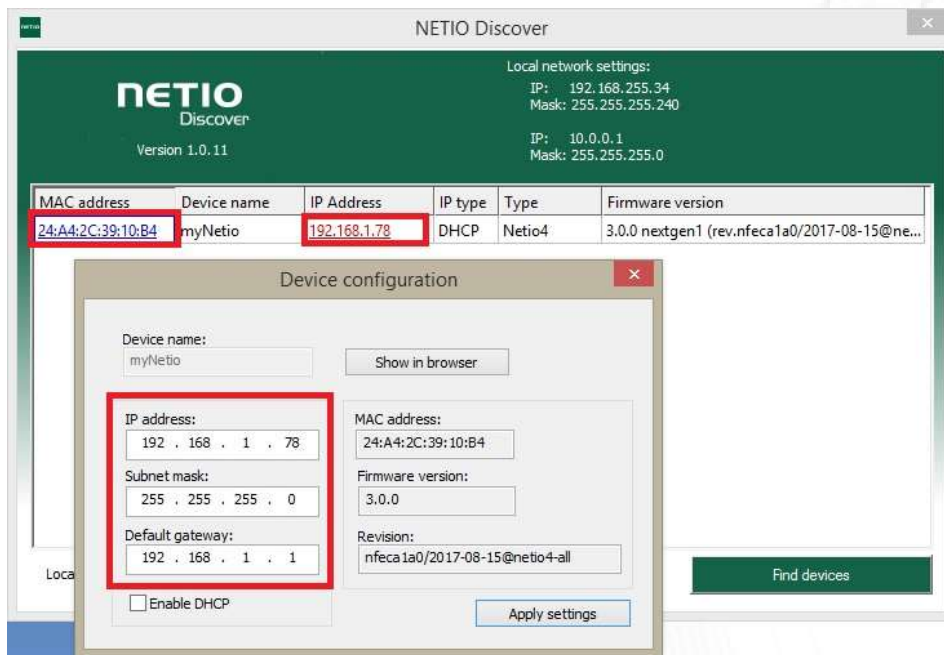 NETIO Discover
NETIO
Discover
Version 1.0.11
Local network settings:
IP: 192.168.255.34
Mask: 255.255.255.240
IP: 10.0.0.1
Mask: 255.255.255.0
MAC address Device name IP Address IP type Type Firmware version
24:A4:2C:39:10:B4 myNetio 192.168.1.78 DHCP Netio4 3.0.0 nextgen1 (rev.nfeca1a0/2017-08-15@ne...
Device configuration
Device name:
myNetio
Show in browser
IP address:
192 . 168 . 1 . 78
Subnet mask:
255 . 255 . 255 . 0
Default gateway:
192 . 168 . 1 . 1
Enable DHCP
MAC address:
24:A4:2C:39:10:B4
Firmware version:
3.0.0
Revision:
nfeca1a0/2017-08-15@netio4-all
Apply settings
Loca
Find devices